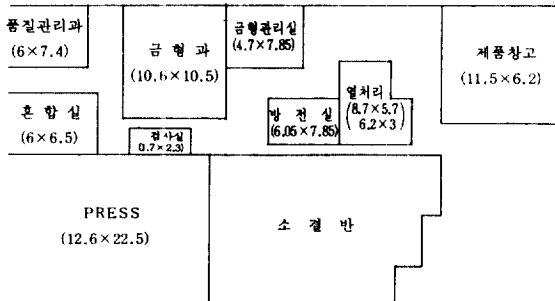 품질관리과
(6×7.4)
금 형 과
(10.6×10.5)
금형관리실
(4.7×7.85)
제품창고
(11.5×6.2)
혼 합 실
(6×6.5)
검사실
(1.7×2.3)
방 전 실
(6.05×7.85)
열처리
(8.7×5.7
6.2×3)
PRESS
(12.6×22.5)
소 결 반